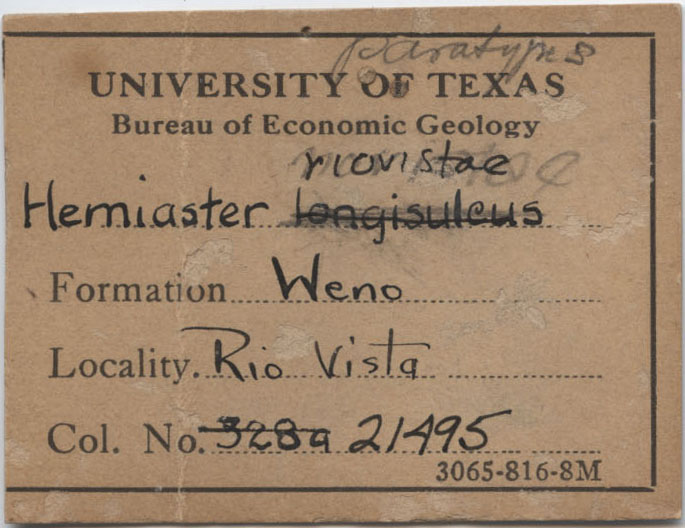 paratypes
UNIVERSITY OF TEXAS
Bureau of Economic Geology
riovistae
Hemiaster longisulcus
Formation Weno
Locality. Rio Vista
Col. No. 328a 21495
3065-816-8M